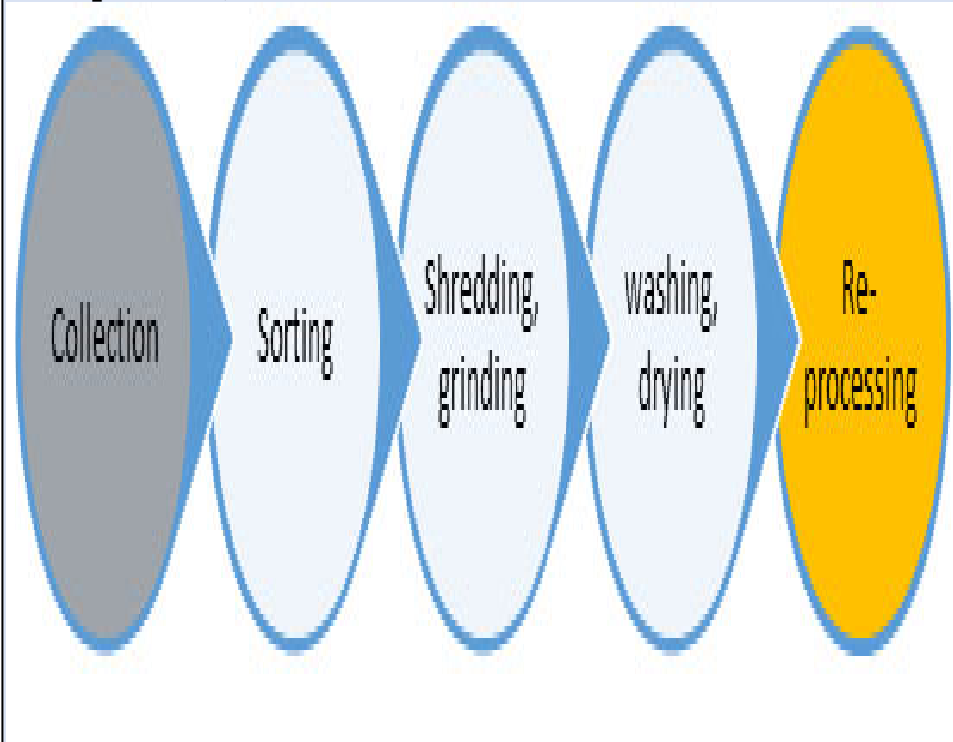 Collection
Sorting
Shredding,
grinding
washing,
drying
Re-
processing